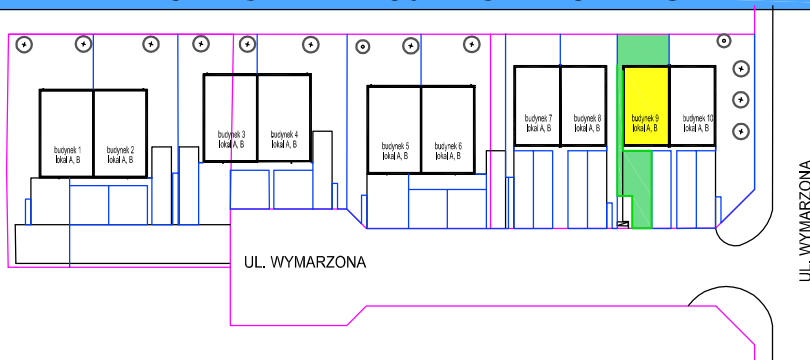 budynek 1
lokal A, B
budynek 2
lokal A, B
budynek 3
lokal A, B
budynek 4
lokal A, B
budynek 5
lokal A, B
budynek 6
lokal A, B
budynek 7
lokal A, B
budynek 8
lokal A, B
budynek 9
lokal A, B
budynek 10
lokal A, B
UL. WYMARZONA
UL. WYMARZONA